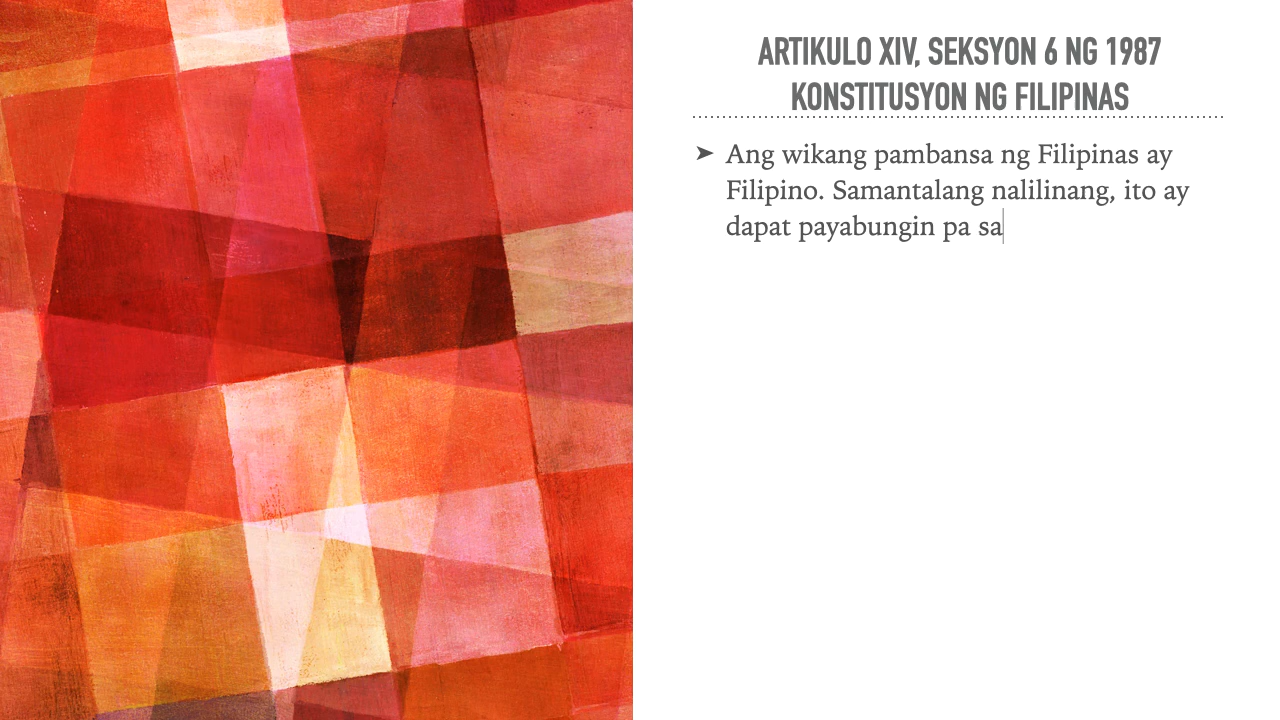 ARTIKULO XIV, SEKSYON 6 NG 1987
KONSTITUSYON NG FILIPINAS
➤ Ang wikang pambansa ng Filipinas ay
Filipino. Samantalang nalilinang, ito ay
dapat payabungin pa sa